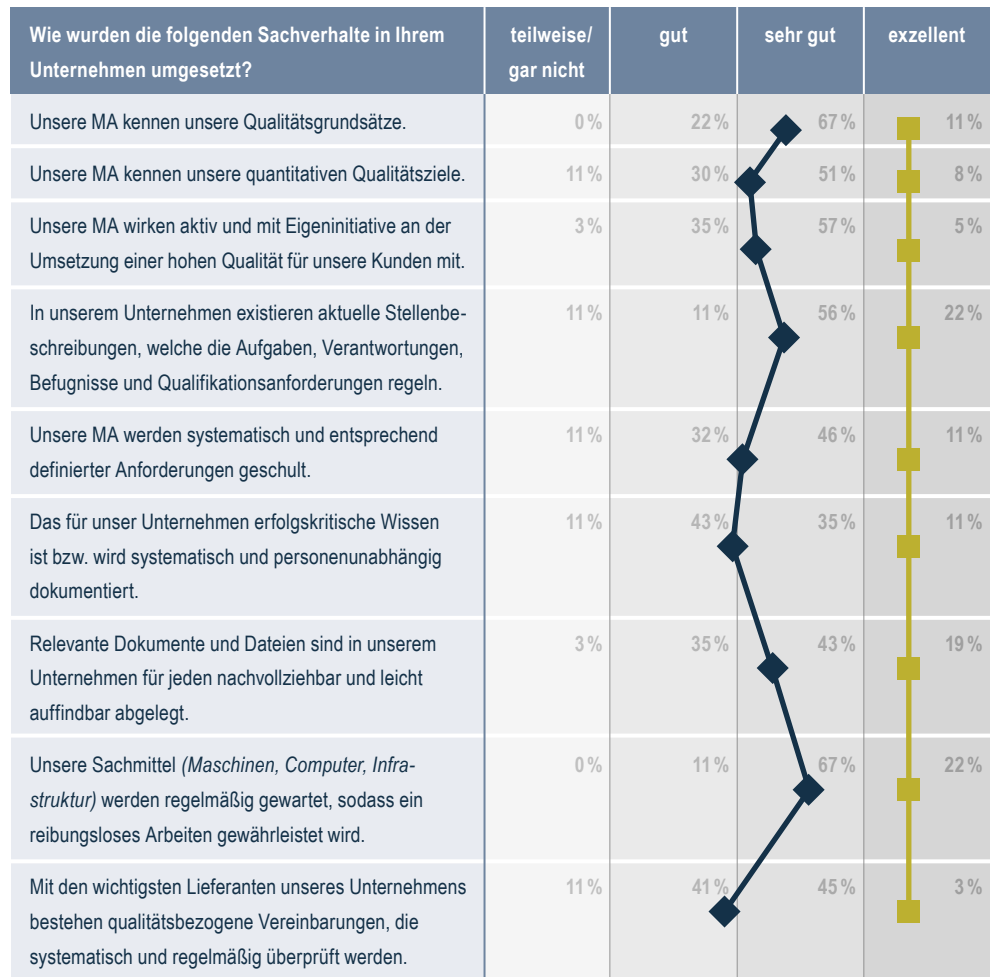 Wie wurden die folgenden Sachverhalte in Ihrem teilweise/ gut sehr gut exzellent
Unternehmen umgesetzt? gar nicht
Unsere MA kennen unsere Qualitätsgrundsätze. 0 % 22 % 67 % 11 %
Unsere MA kennen unsere quantitativen Qualitätsziele. 11 % 30 % 51 % 8 %
Unsere MA wirken aktiv und mit Eigeninitiative an der 3 % 35 % 57 % 5 %
Umsetzung einer hohen Qualität für unsere Kunden mit.
In unserem Unternehmen existieren aktuelle Stellenbe- 11 % 11 % 56 % 22 %
schreibungen, welche die Aufgaben, Verantwortungen,
Befugnisse und Qualifikationsanforderungen regeln.
Unsere MA werden systematisch und entsprechend 11 % 32 % 46 % 11 %
definierter Anforderungen geschult.
Das für unser Unternehmen erfolgskritische Wissen 11 % 43 % 35 % 11 %
ist bzw. wird systematisch und personenunabhängig
dokumentiert.
Relevante Dokumente und Dateien sind in unserem 3 % 35 % 43 % 19 %
Unternehmen für jeden nachvollziehbar und leicht
auffindbar abgelegt.
Unsere Sachmittel (Maschinen, Computer, Infra- 0 % 11 % 67 % 22 %
struktur) werden regelmäßig gewartet, sodass ein
reibungsloses Arbeiten gewährleistet wird.
Mit den wichtigsten Lieferanten unseres Unternehmens 11 % 41 % 45 % 3 %
bestehen qualitätsbezogene Vereinbarungen, die
systematisch und regelmäßig überprüft werden.